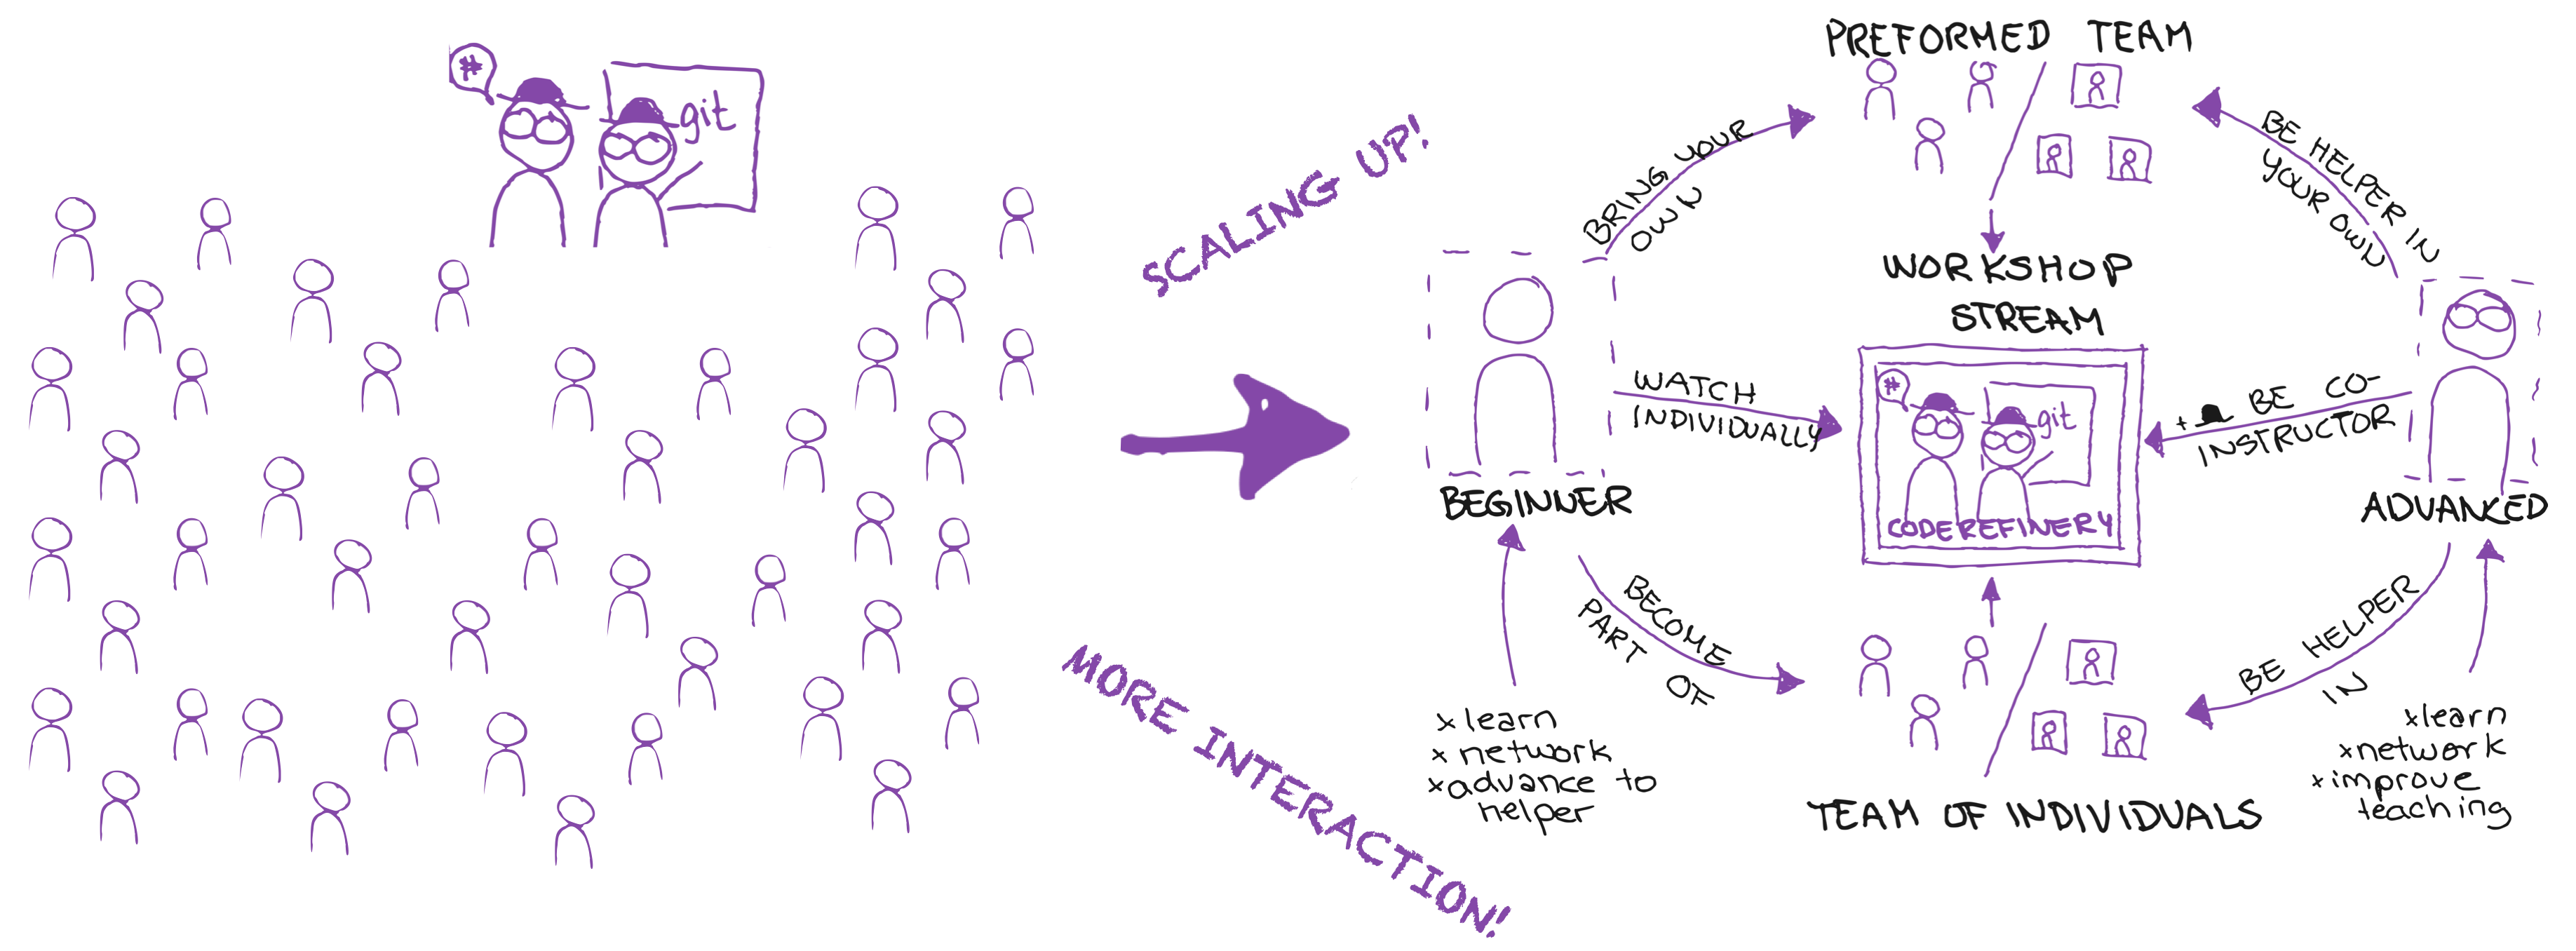 #
git
SCALING UP!
MORE INTERACTION!
PREFORMED TEAM
BRING YOUR
OWN
BE HELPER IN
YOUR OWN
WORKSHOP
STREAM
WATCH
INDIVIDUALLY
#
git
CODEREFINERY
+ BE CO-
INSTRUCTOR
BEGINNER
ADVANCED
BECOME
PART OF
BE HELPER
IN
x learn
x network
x advance to
helper
TEAM OF INDIVIDUALS
x learn
x network
x improve
teaching